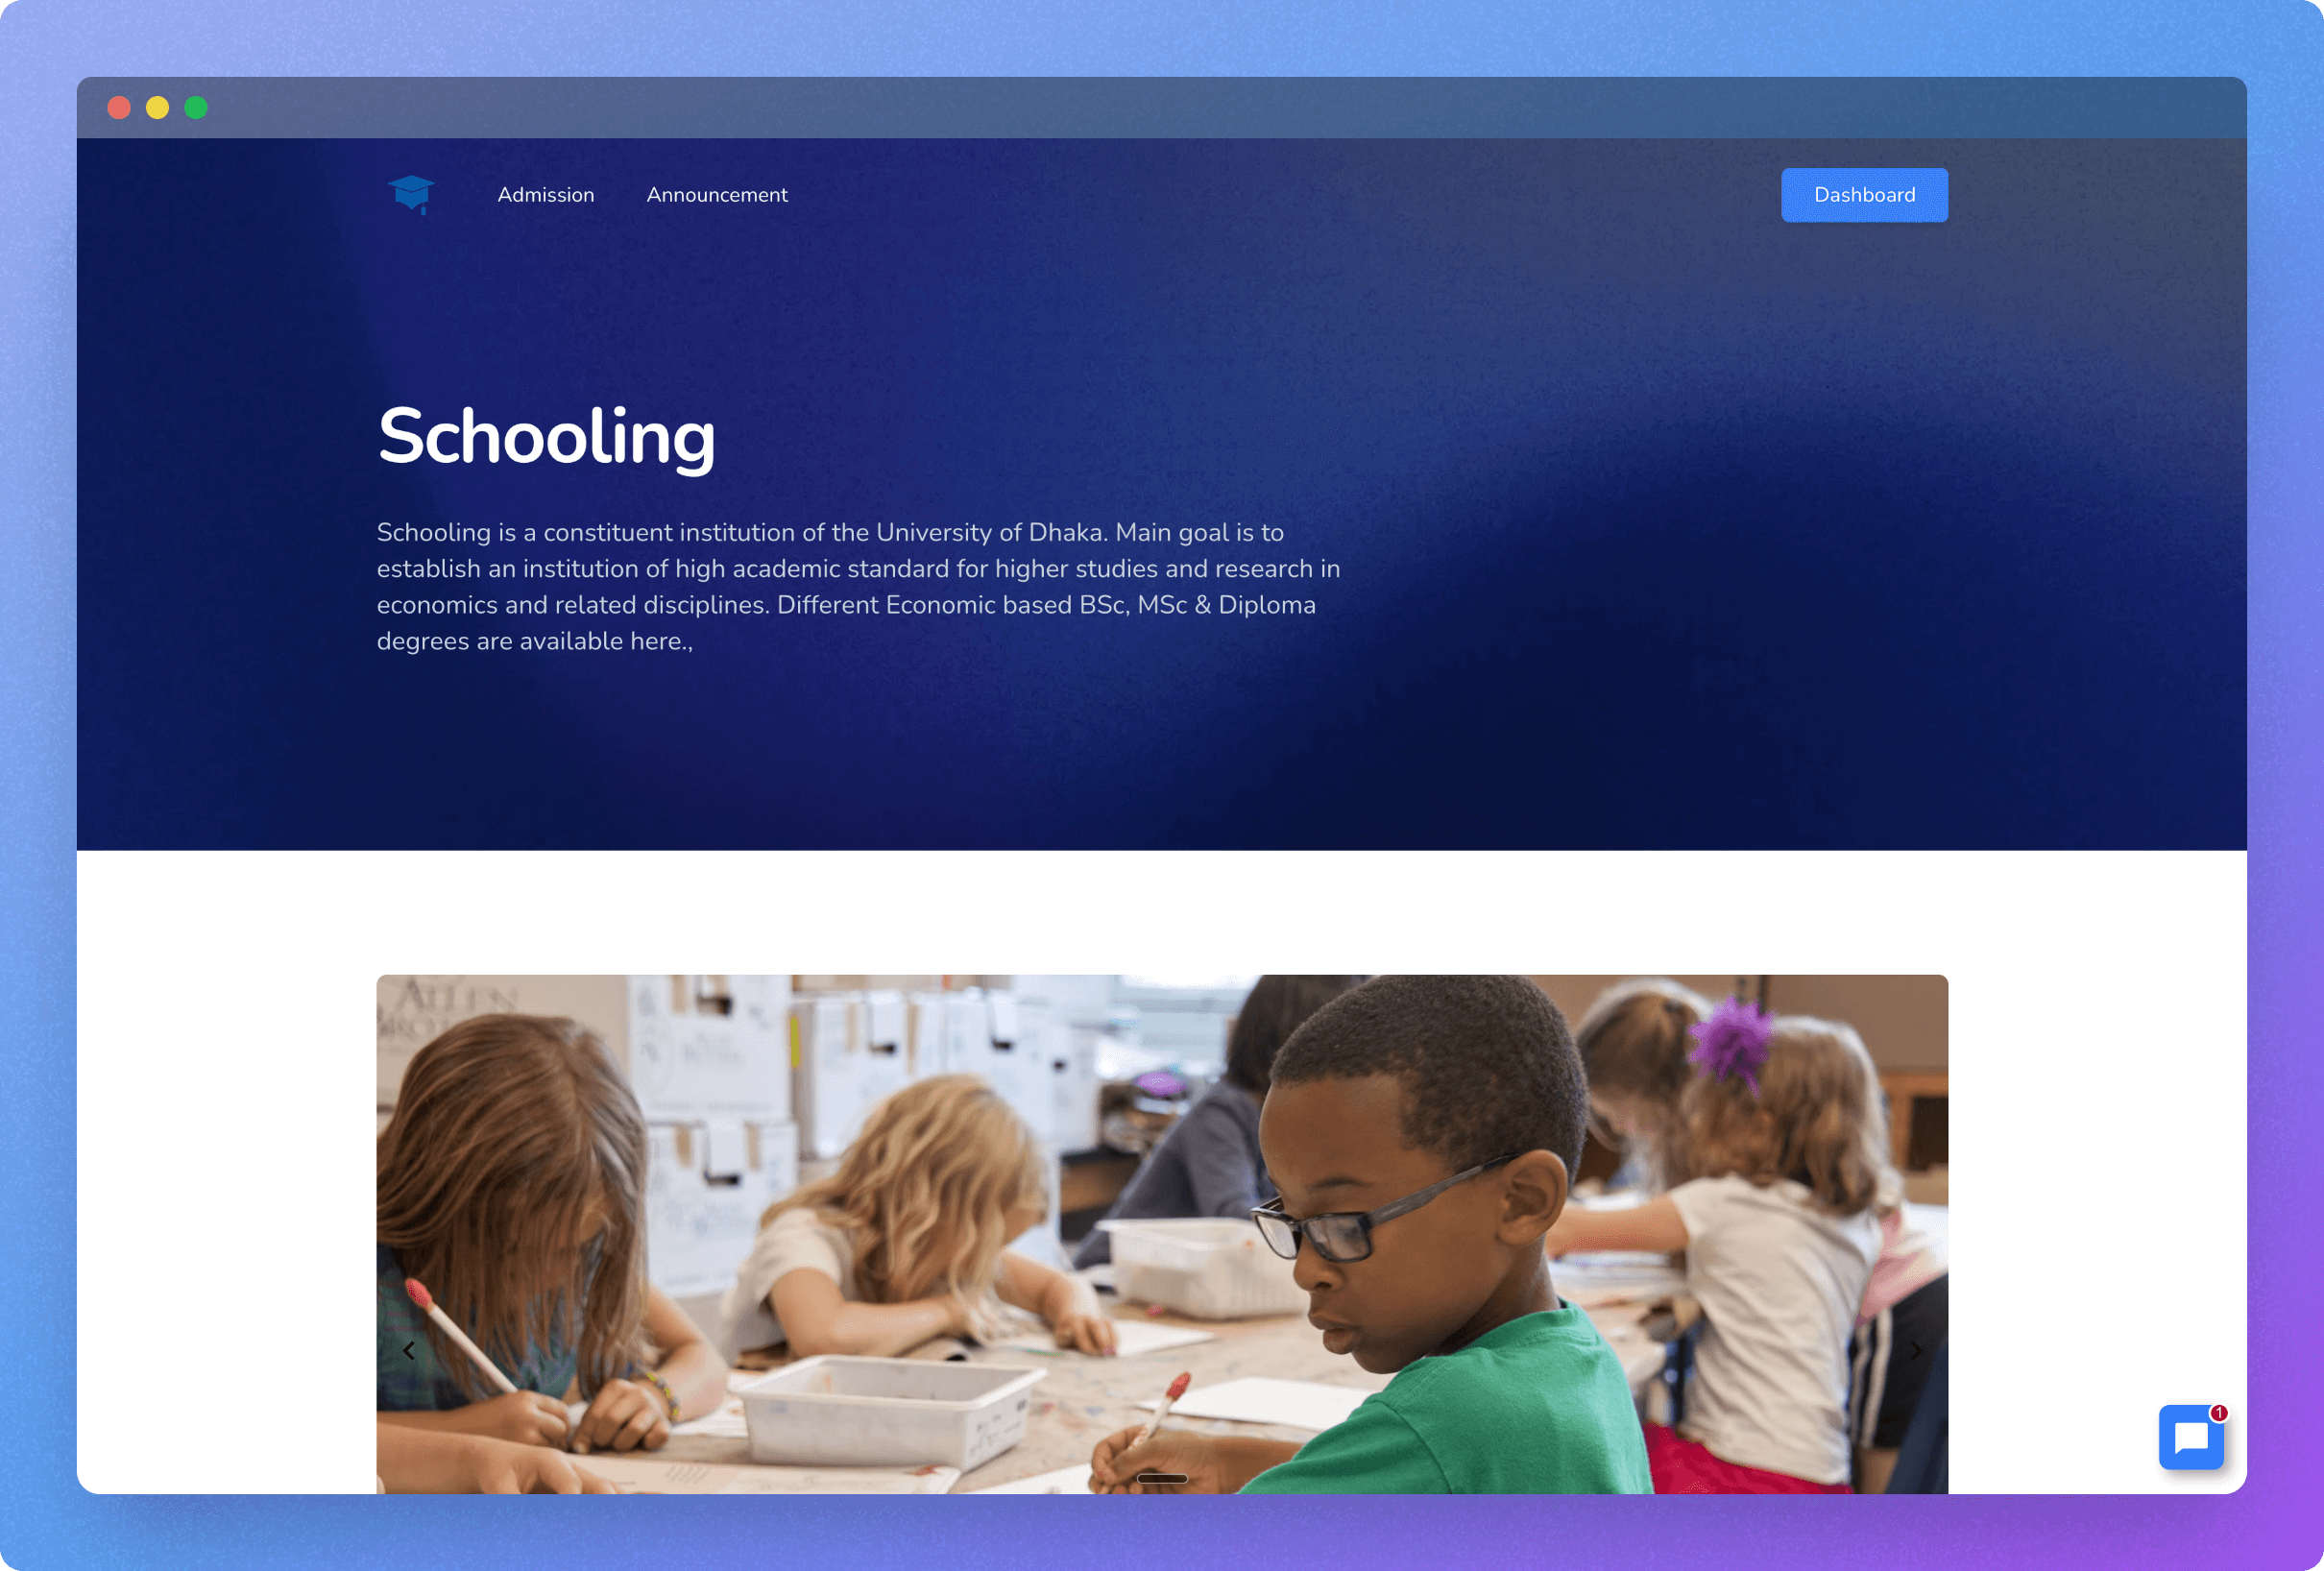 Admission
Announcement
Dashboard
Schooling
Schooling is a constituent institution of the University of Dhaka. Main goal is to
establish an institution of high academic standard for higher studies and research in
economics and related disciplines. Different Economic based BSc, MSc & Diploma
degrees are available here.,
ALLEN
1